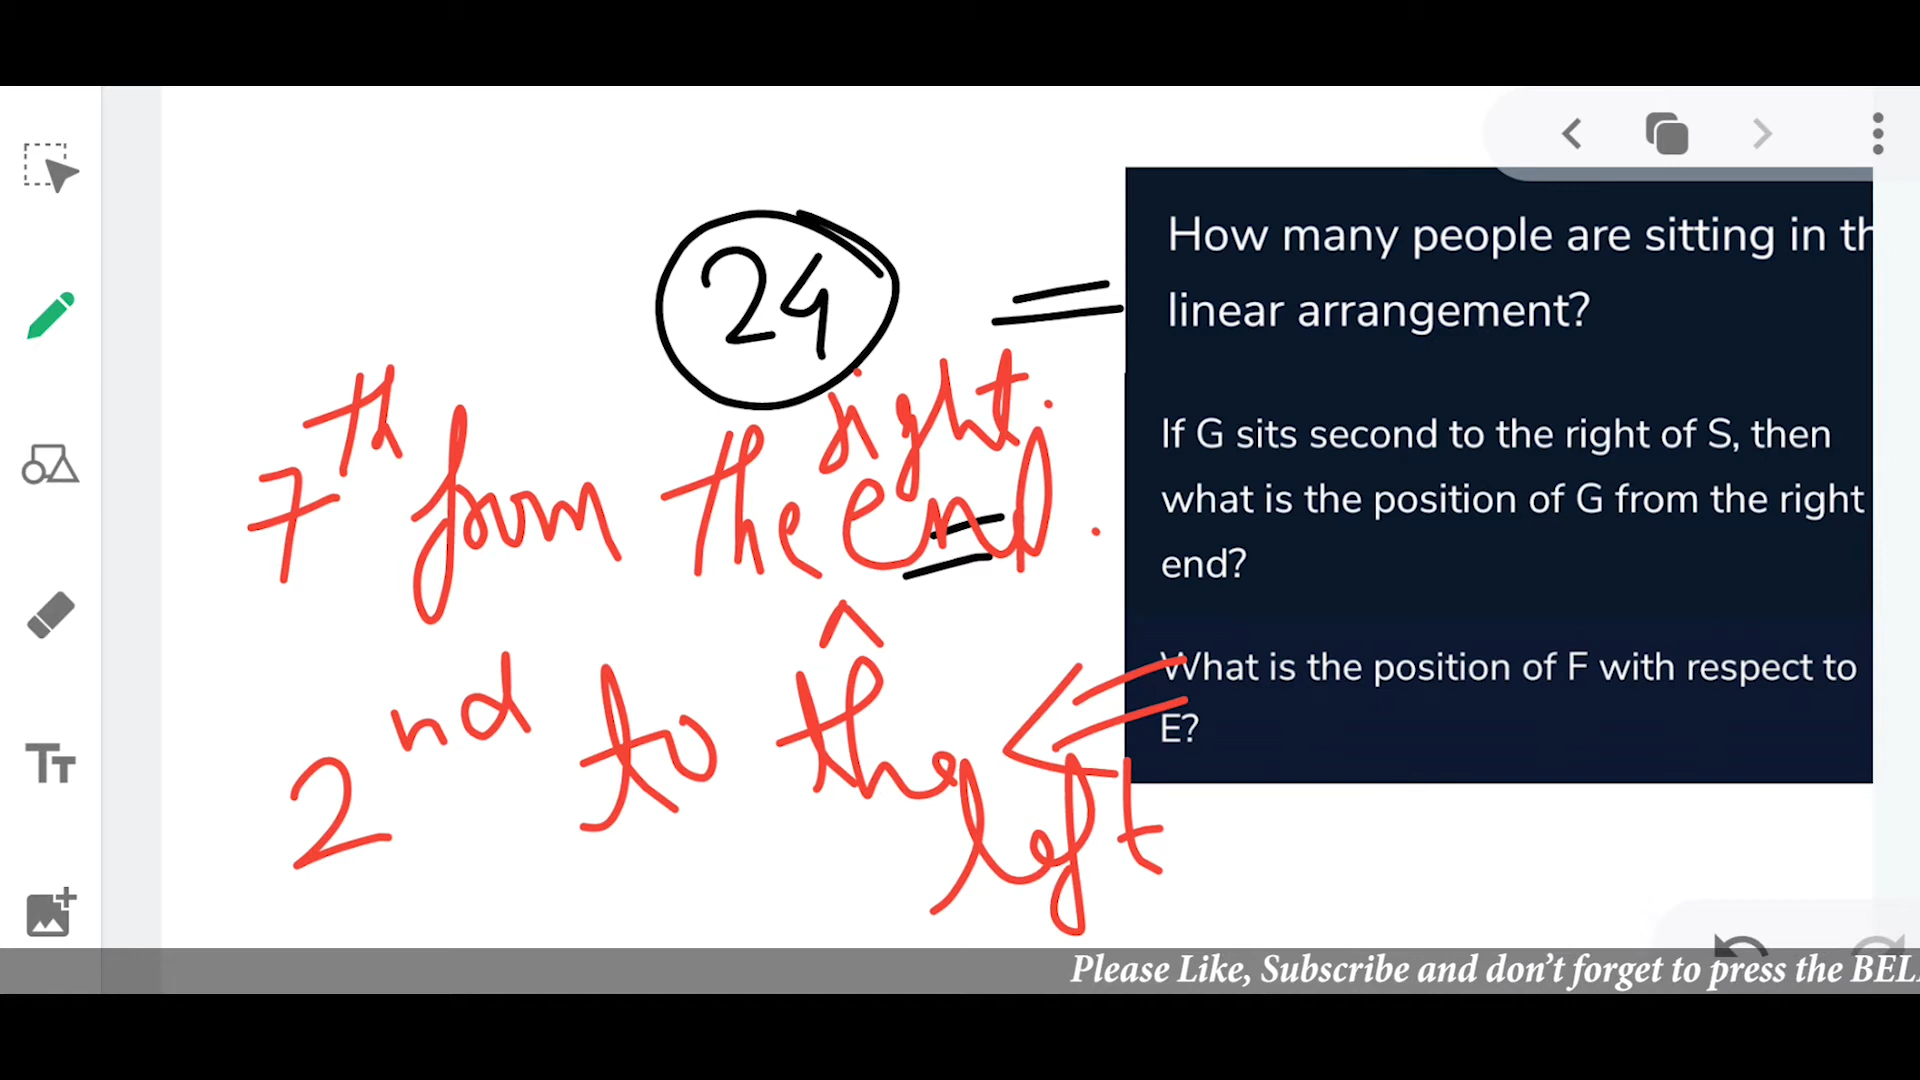 24 =
How many people are sitting in th
linear arrangement?
7th from the right end.
If G sits second to the right of S, then
what is the position of G from the right
end?
2nd to the left
What is the position of F with respect to
E?
Please Like, Subscribe and don't forget to press the BELL